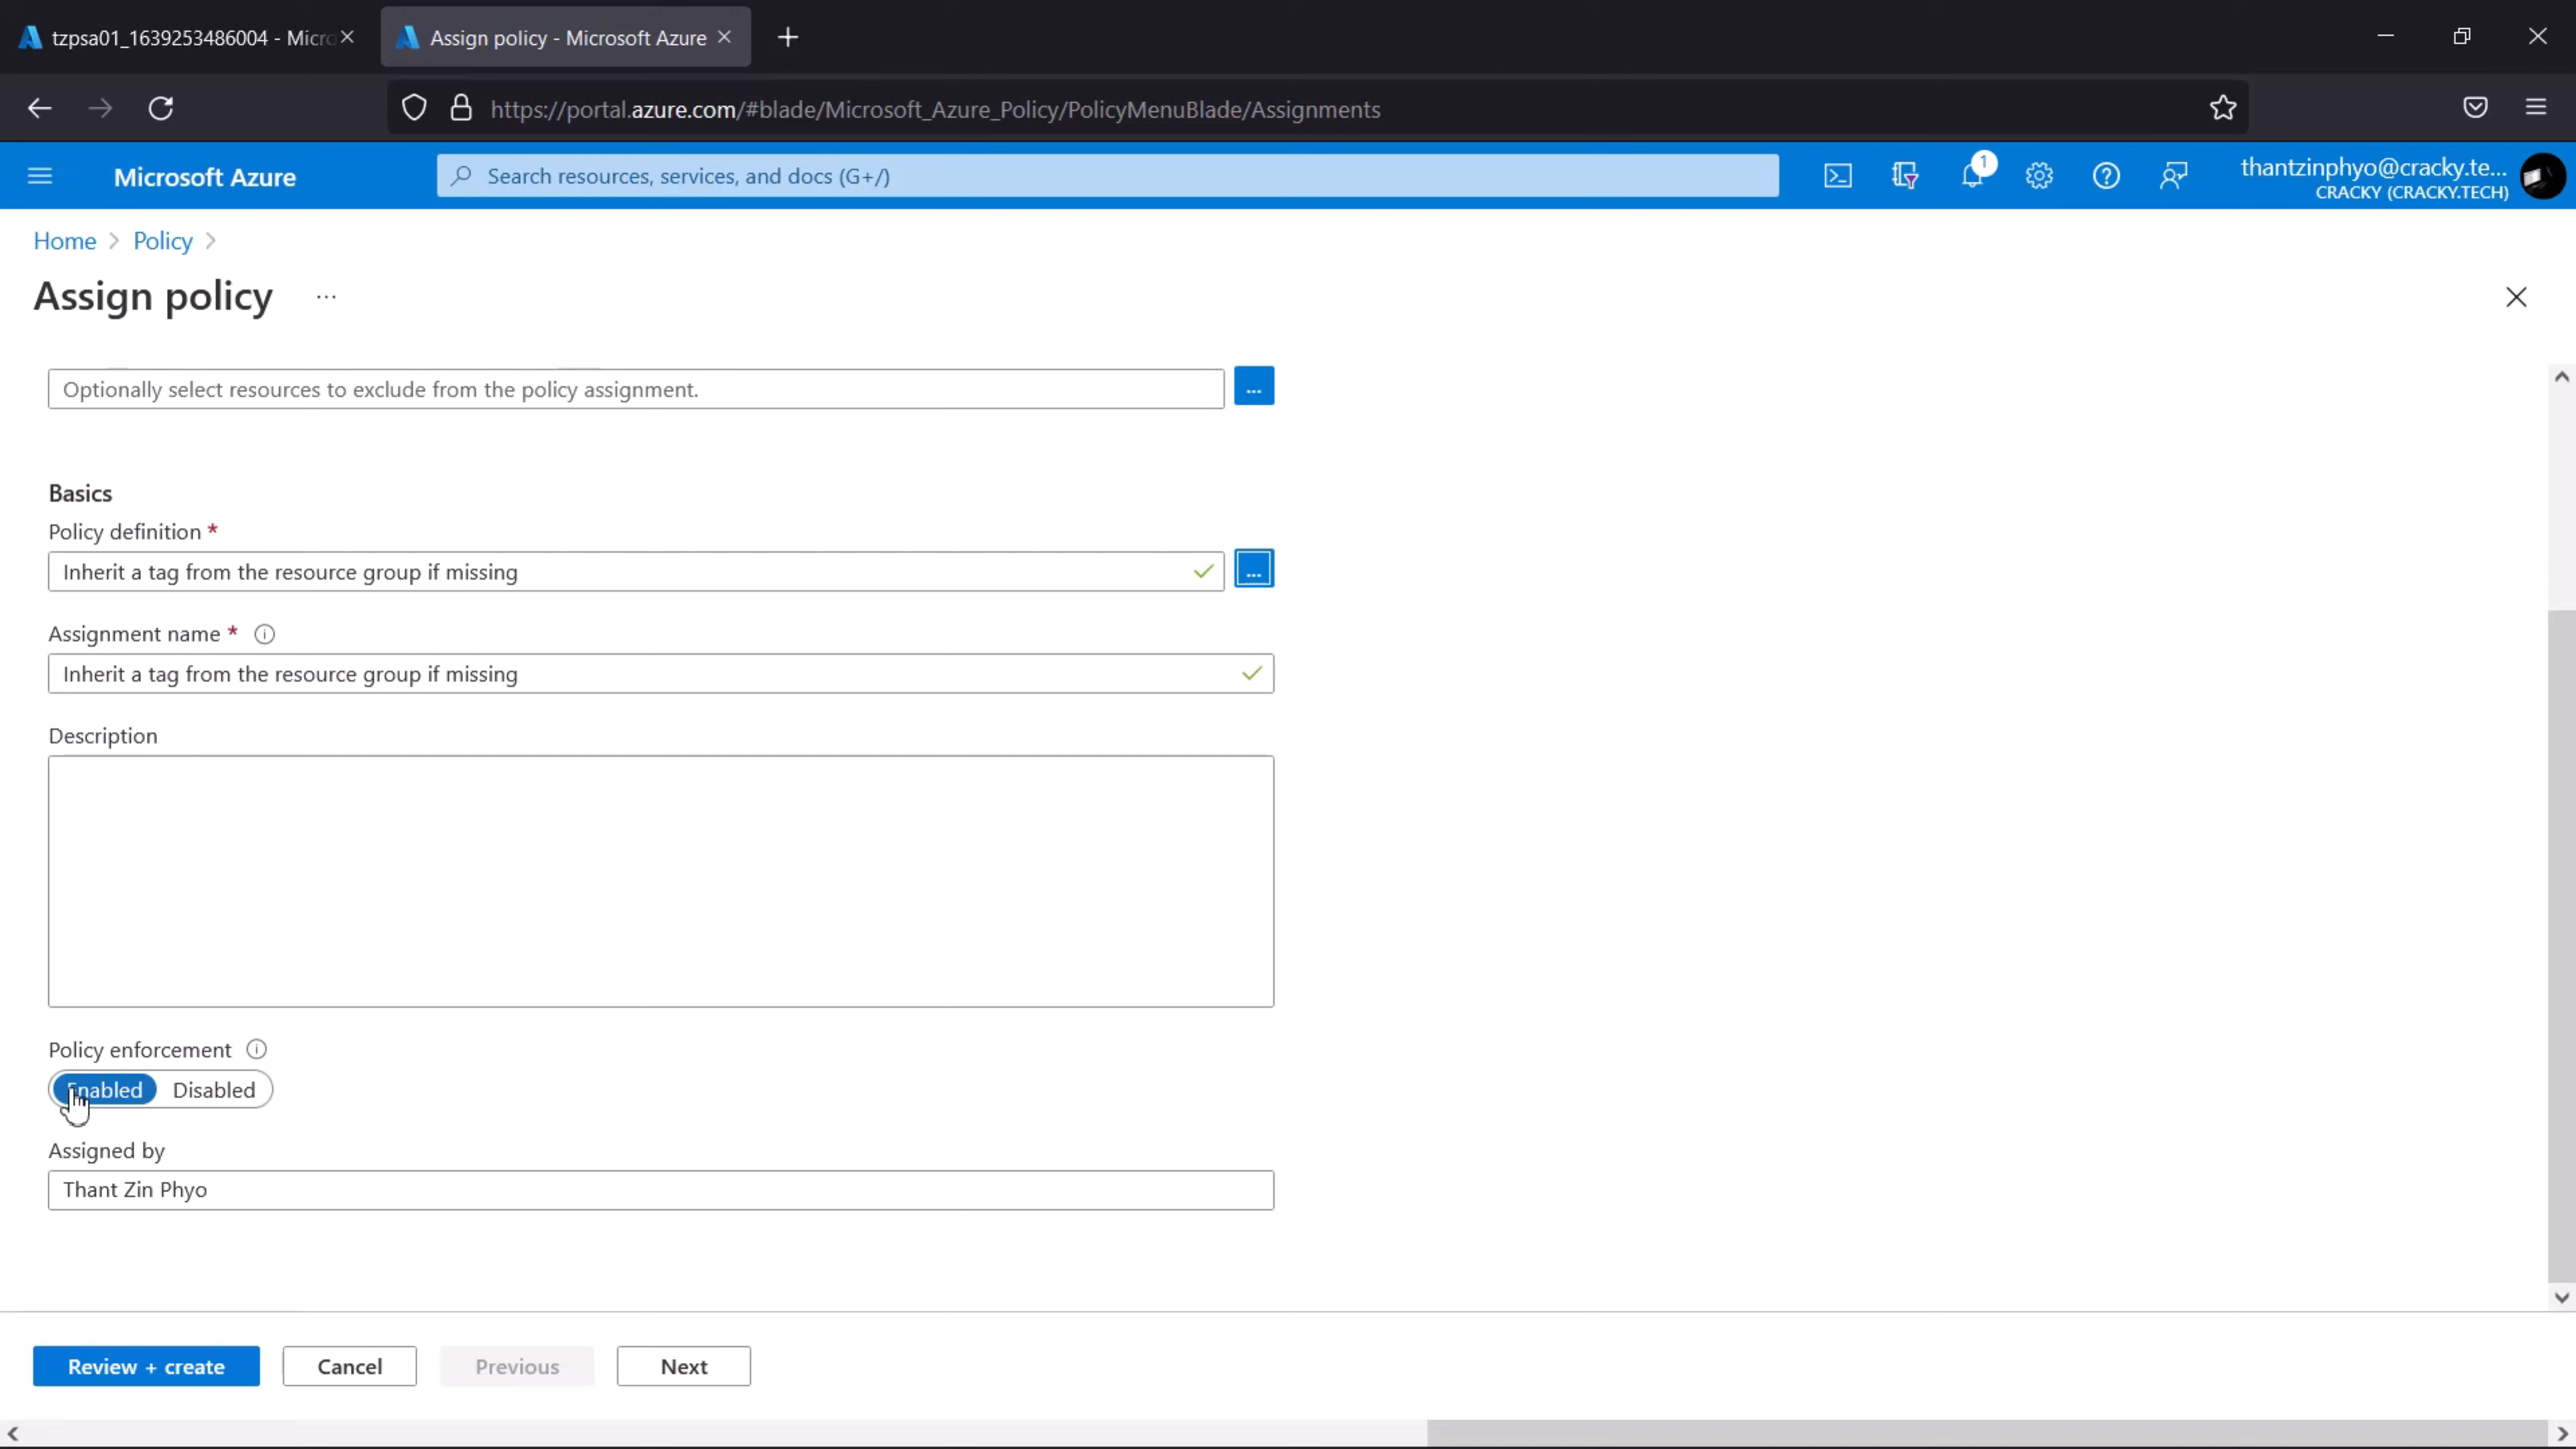 tzpsa01_1639253486004 - Micro
Assign policy - Microsoft Azure
https://portal.azure.com/#blade/Microsoft_Azure_Policy/PolicyMenuBlade/Assignments
Microsoft Azure
Search resources, services, and docs (G+/)
1
thantzinphyo@cracky.te...
CRACKY (CRACKY.TECH)
Home > Policy >
Assign policy ...
Optionally select resources to exclude from the policy assignment.
...
Basics
Policy definition *
Inherit a tag from the resource group if missing
...
Assignment name *
Inherit a tag from the resource group if missing
Description
Policy enforcement
Enabled Disabled
Assigned by
Thant Zin Phyo
Review + create Cancel Previous Next